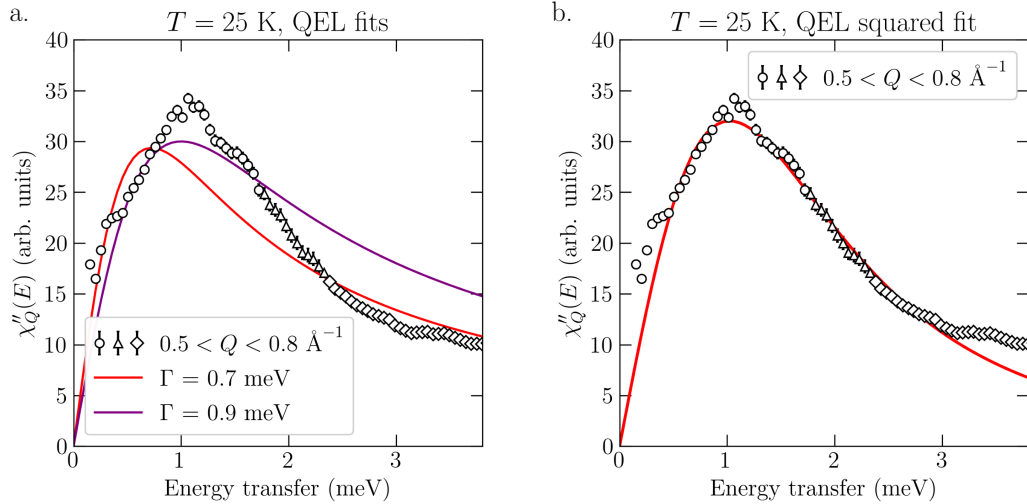 a.
T = 25 K, QEL fits
40
35
30
25
20
15
10
5
0
χ″Q(E) (arb. units)
0.5 < Q < 0.8 Å−1
Γ = 0.7 meV
Γ = 0.9 meV
0 1 2 3
Energy transfer (meV)
b.
T = 25 K, QEL squared fit
40
35
30
25
20
15
10
5
0
χ″Q(E) (arb. units)
0.5 < Q < 0.8 Å−1
0 1 2 3
Energy transfer (meV)